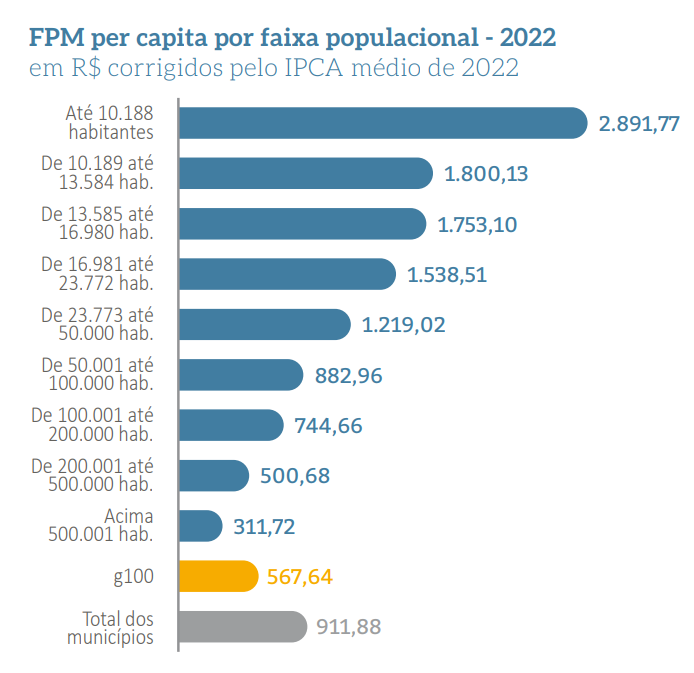 FPM per capita por faixa populacional - 2022
em R$ corrigidos pelo IPCA médio de 2022
Até 10.188
habitantes
2.891,77
De 10.189 até
13.584 hab.
1.800,13
De 13.585 até
16.980 hab.
1.753,10
De 16.981 até
23.772 hab.
1.538,51
De 23.773 até
50.000 hab.
1.219,02
De 50.001 até
100.000 hab.
882,96
De 100.001 até
200.000 hab.
744,66
De 200.001 até
500.000 hab.
500,68
Acima
500.001 hab.
311,72
g100
567,64
Total dos
municípios
911,88